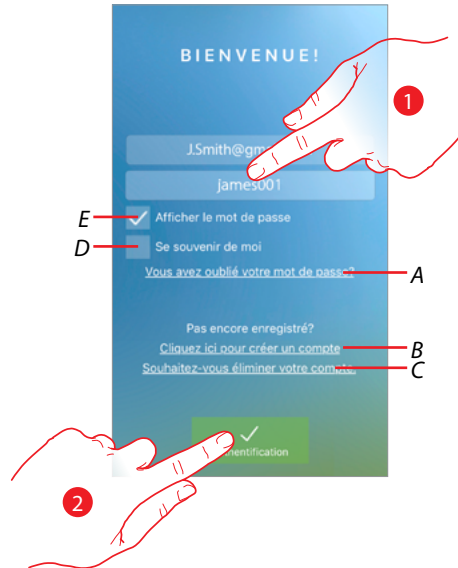 BIENVENUE!
1
J.Smith@gm
james001
E
Afficher le mot de passe
D
Se souvenir de moi
Vous avez oublié votre mot de passe?
A
Pas encore enregistré?
Cliquez ici pour créer un compte
B
Souhaitez-vous éliminer votre compte.
C
hentification
2